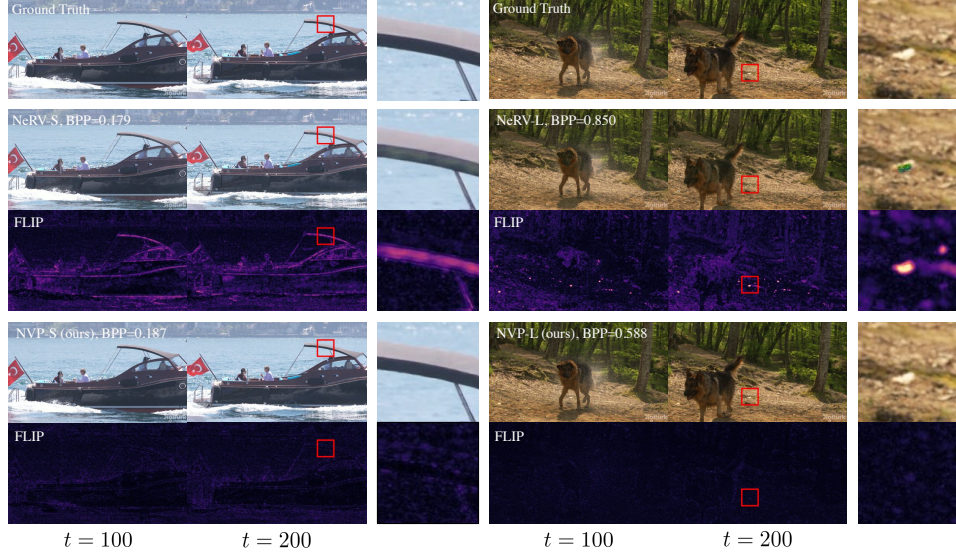 Ground Truth
Ground Truth
NeRV-S, BPP=0.179
NeRV-L, BPP=0.850
FLIP
FLIP
NVP-S (ours), BPP=0.187
NVP-L (ours), BPP=0.588
FLIP
FLIP
t = 100
t = 200
t = 100
t = 200